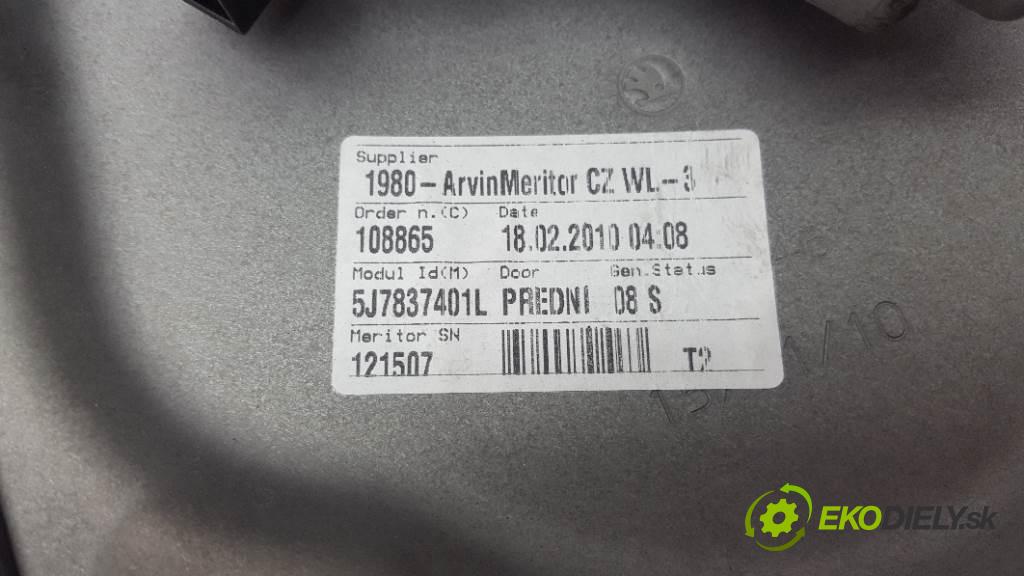 Supplier
1980-ArvinMeritor CZ WL-3
Order n.(C) Date
108865 18.02.2010 04:08
Modul Id(M) Door Gen.Status
5J7837401L PREDNI 08 S
Meritor SN
121507 T2
/10
EKODIELY.sk